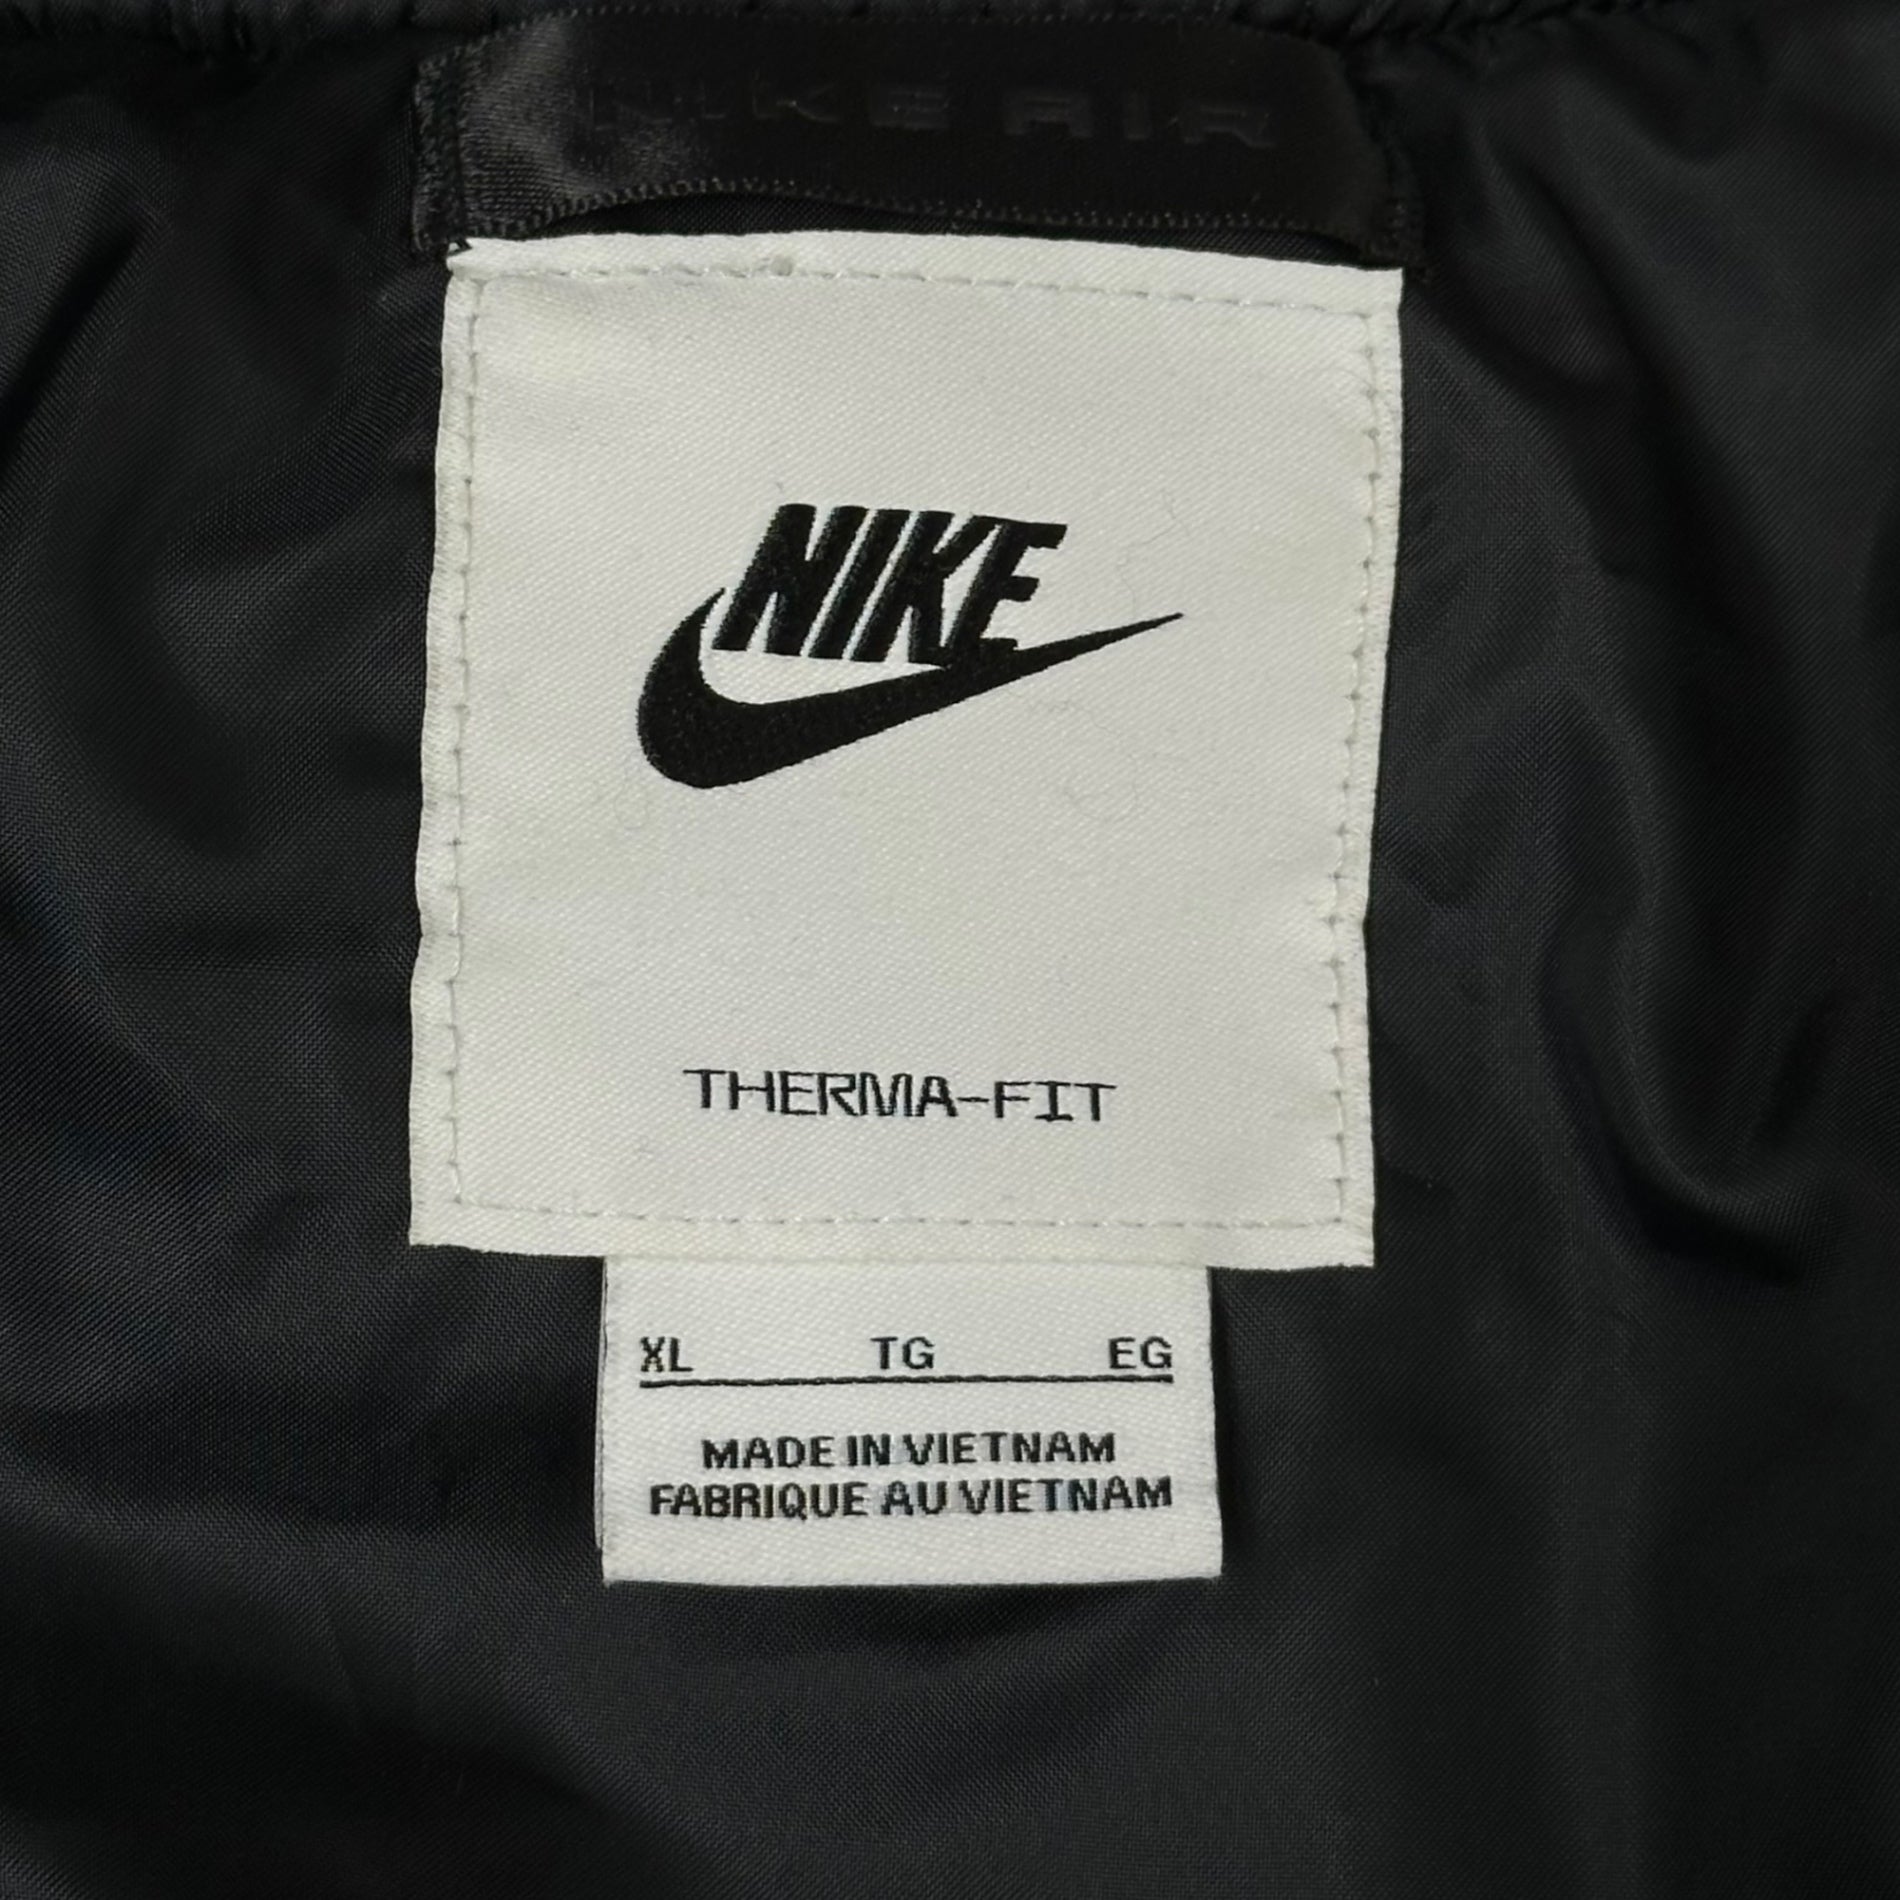 NIKE AIR
NIKE
THERMA-FIT
XL TG EG
MADE IN VIETNAM
FABRIQUE AU VIETNAM